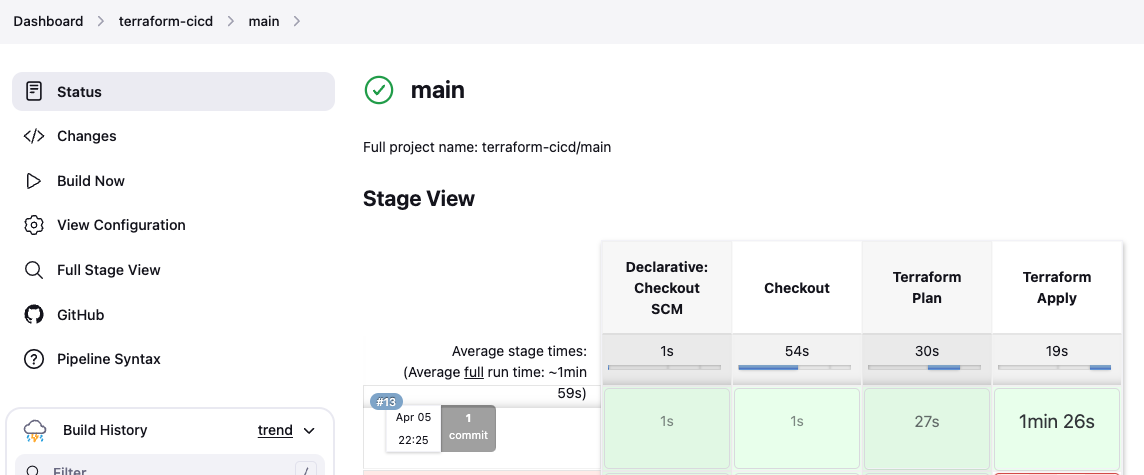 Dashboard
terraform-cicd
main
Status
Changes
Build Now
View Configuration
Full Stage View
GitHub
Pipeline Syntax
Build History
trend
Filter
/
main
Full project name: terraform-cicd/main
Stage View
Declarative:
Checkout
SCM
Checkout
Terraform
Plan
Terraform
Apply
Average stage times:
(Average full run time: ~1min
59s)
1s
54s
30s
19s
#13
Apr 05
22:25
1
commit
1s
1s
27s
1min 26s